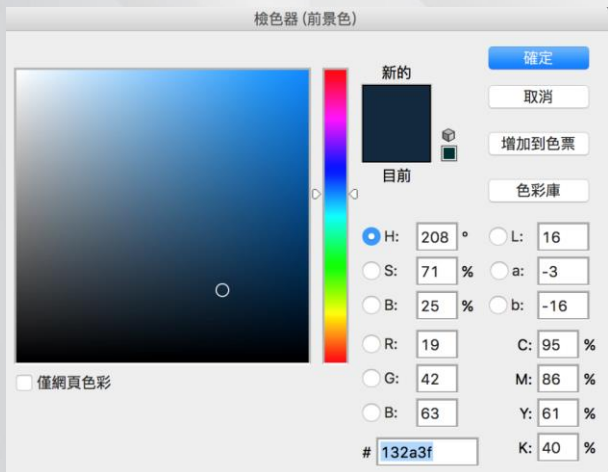 檢色器 (前景色)
新的
目前
確定
取消
增加到色票
色彩庫
H: 208 °
S: 71 %
B: 25 %
R: 19
G: 42
B: 63
# 132a3f
L: 16
a: -3
b: -16
C: 95 %
M: 86 %
Y: 61 %
K: 40 %
僅網頁色彩